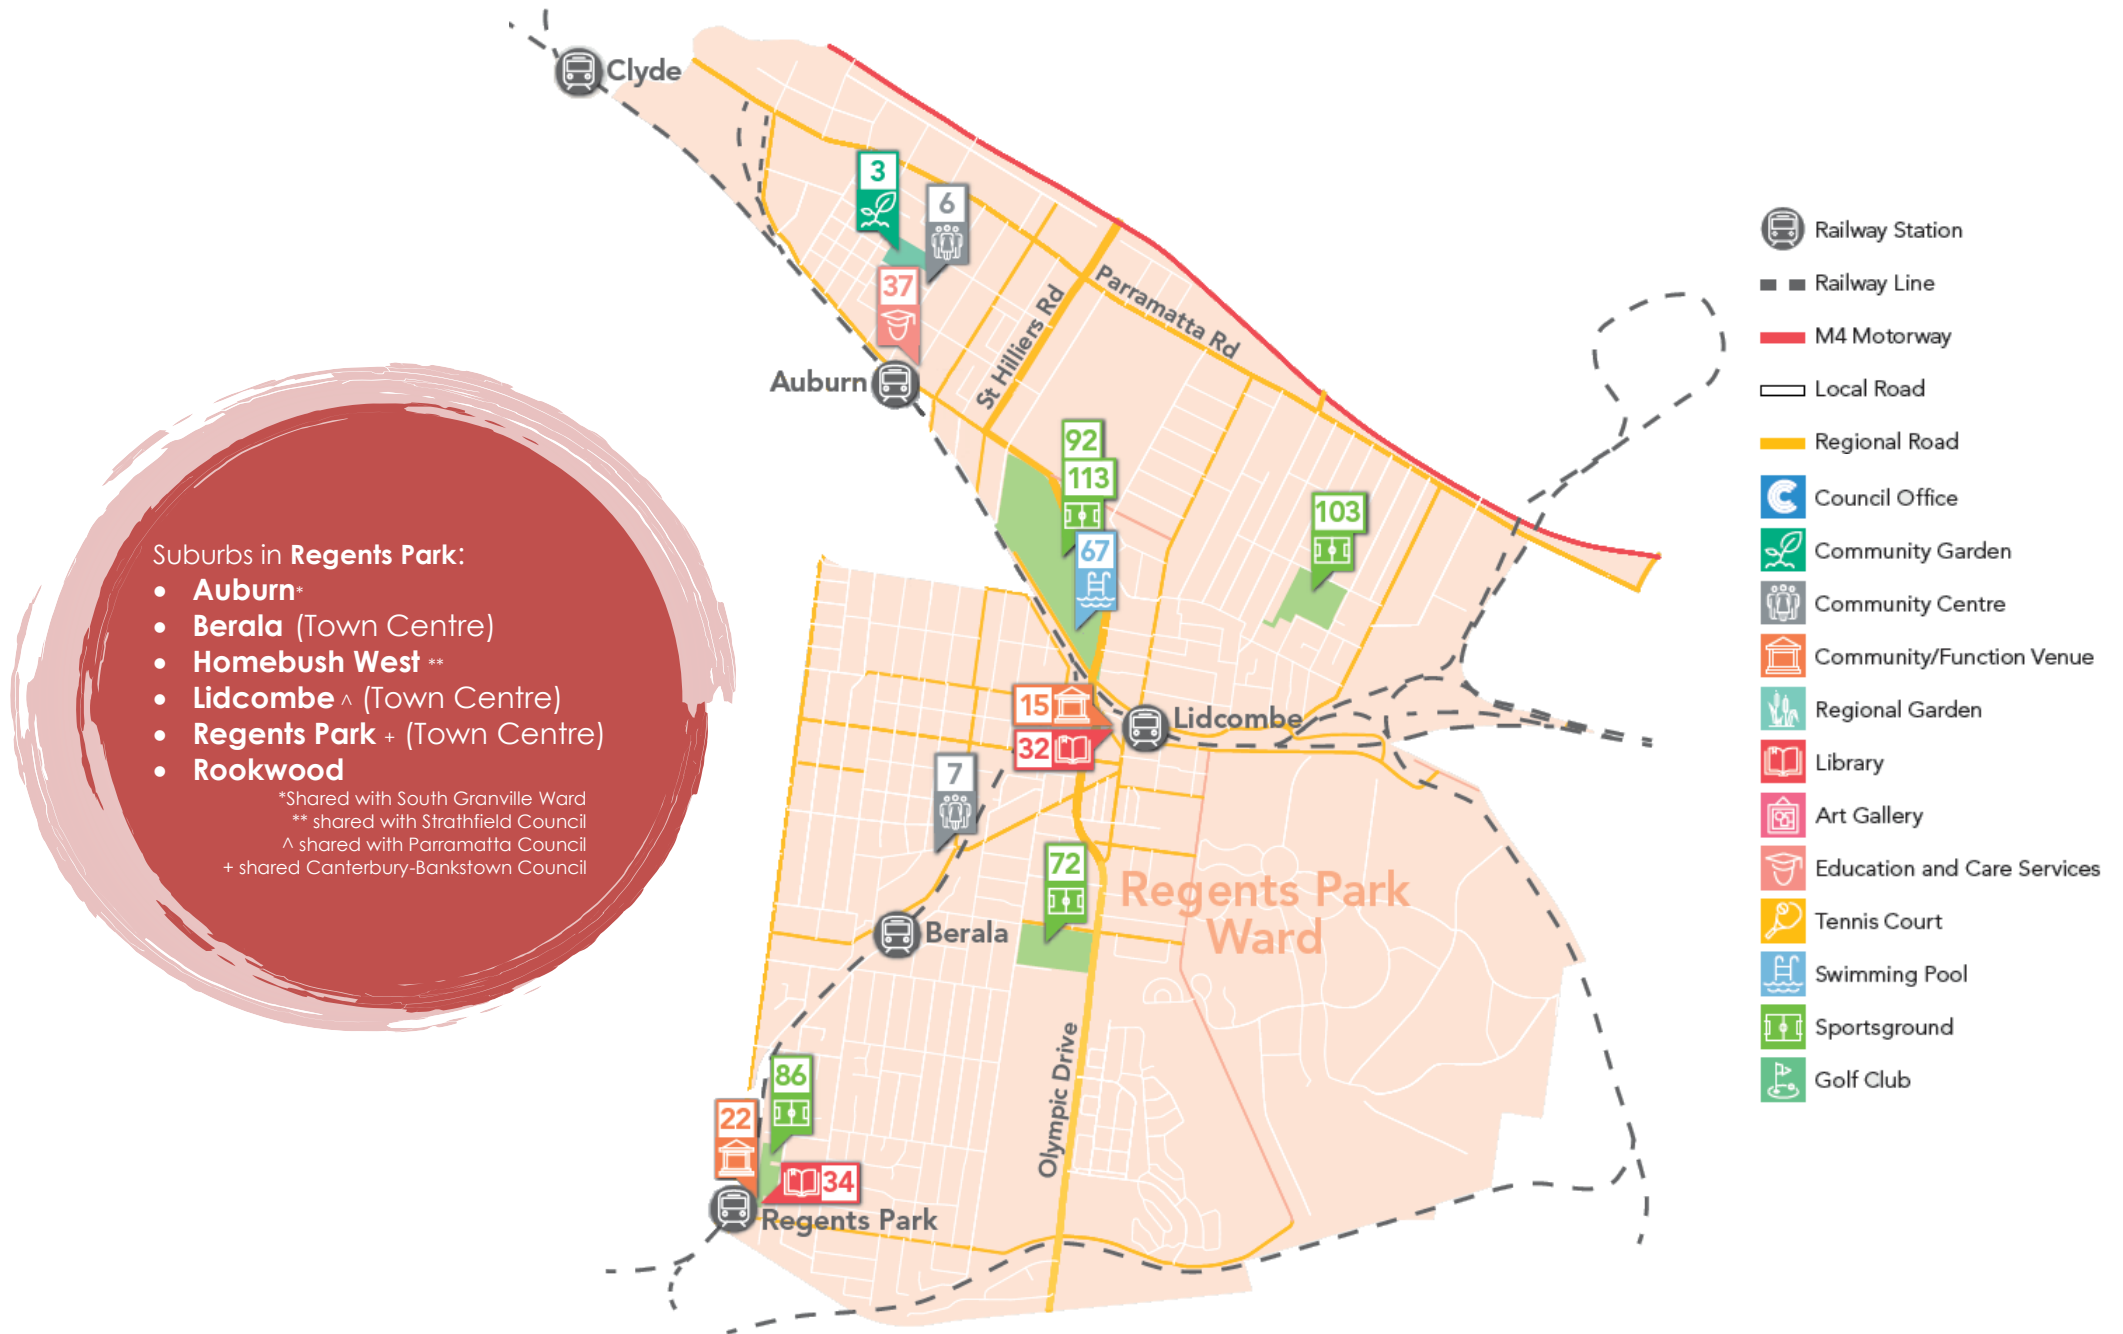 Clyde
3
6
37
Parramatta Rd
St Hilliers Rd
Auburn
92
113
103
67
15
Lidcombe
32
7
72
Regents Park
Ward
Berala
Olympic Drive
86
22
34
Regents Park
Suburbs in Regents Park:
• Auburn*
• Berala (Town Centre)
• Homebush West **
• Lidcombe ^ (Town Centre)
• Regents Park + (Town Centre)
• Rookwood
*Shared with South Granville Ward
** shared with Strathfield Council
^ shared with Parramatta Council
+ shared Canterbury-Bankstown Council
Railway Station
Railway Line
M4 Motorway
Local Road
Regional Road
Council Office
Community Garden
Community Centre
Community/Function Venue
Regional Garden
Library
Art Gallery
Education and Care Services
Tennis Court
Swimming Pool
Sportsground
Golf Club